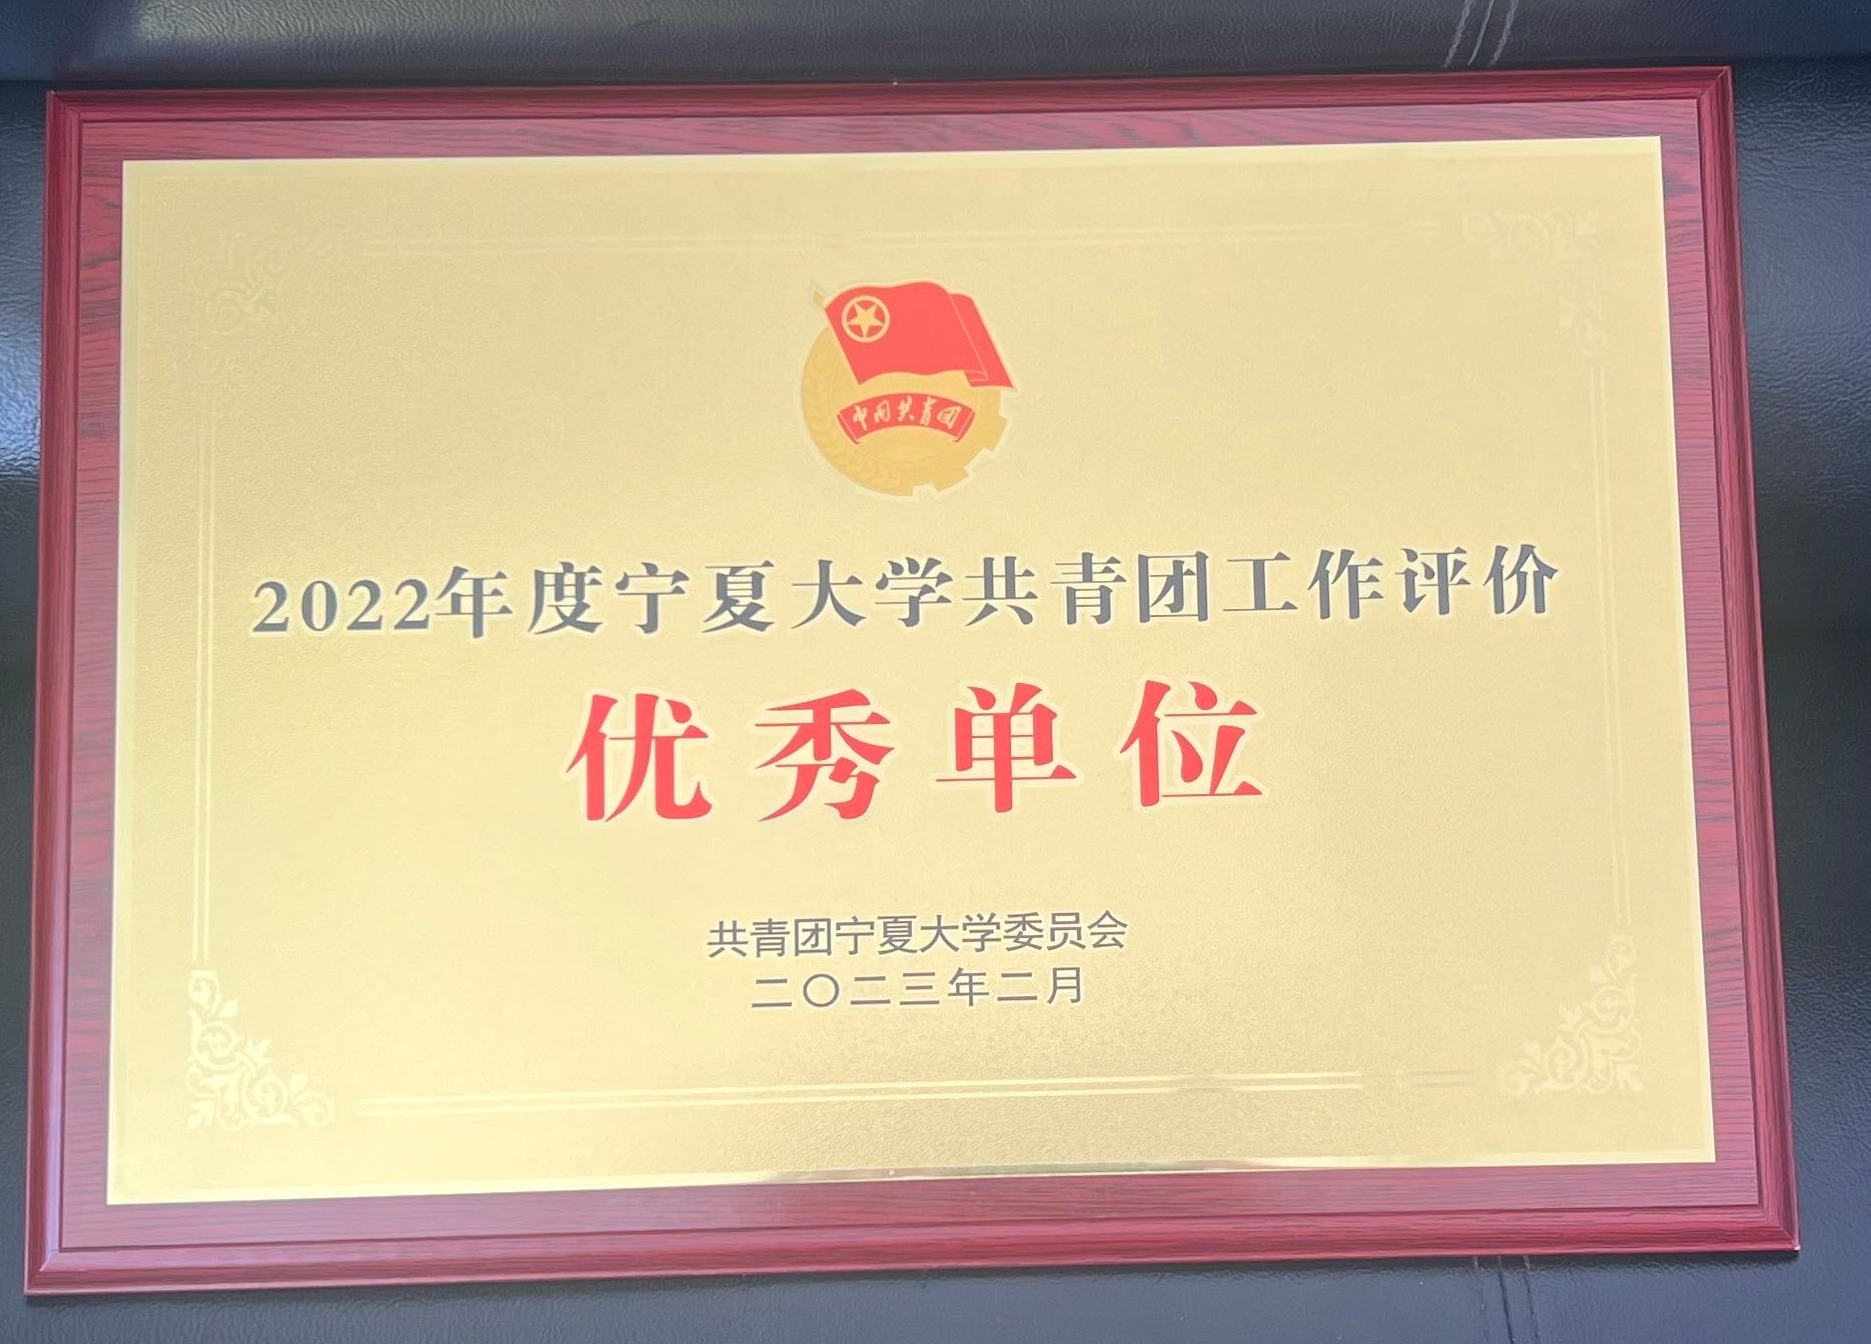 中国共青团
2022年度宁夏大学共青团工作评价
优秀单位
共青团宁夏大学委员会
二〇二三年二月